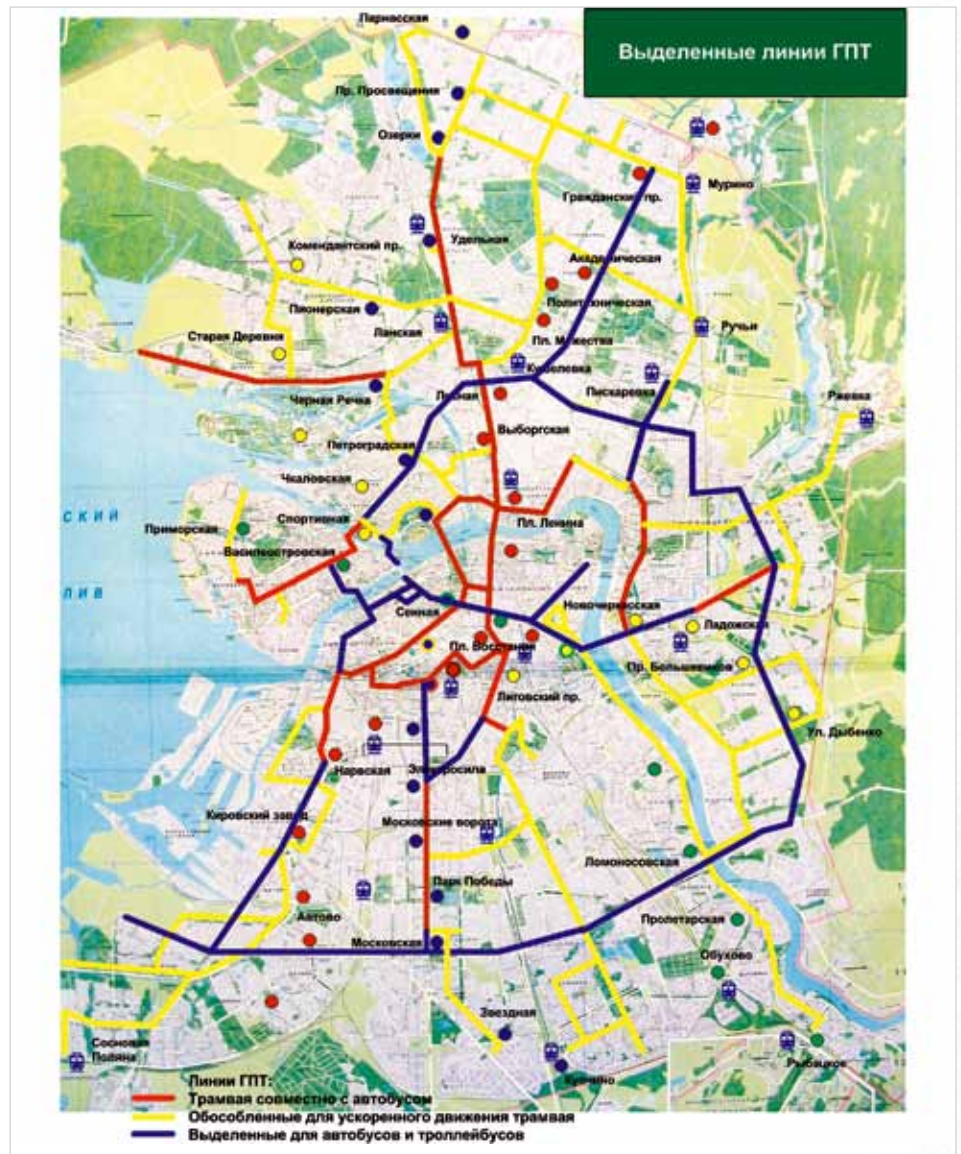 Парнасская
Выделенные линии ГПТ
Пр. Просвещения
Озерки
Гражданский пр.
Мурино
Удельная
Комендантский пр.
Академическая
Пионерская
Политехническая
Ланская
Пл. Мужества
Ручьи
Старая Деревня
Кушелевка
Пискаревка
Черная Речка
Лесная
Ржевка
Выборгская
Петроградская
Чкаловская
СКИЙ
Спортивная
Приморская
Пл. Ленина
Василеостровская
ЛИВ
Сенная
Новочеркасская
Ладожская
Пл. Восстания
Пр. Большевиков
Лиговский пр.
Ул. Дыбенко
Нарвская
Электросила
Кировский завод
Московские ворота
Ломоносовская
Парк Победы
Автово
Пролетарская
Московская
Обухово
Звездная
Сосновая
Поляна
Рыбацкое
Купчино
Линии ГПТ:
Трамвая совместно с автобусом
Обособленные для ускоренного движения трамвая
Выделенные для автобусов и троллейбусов